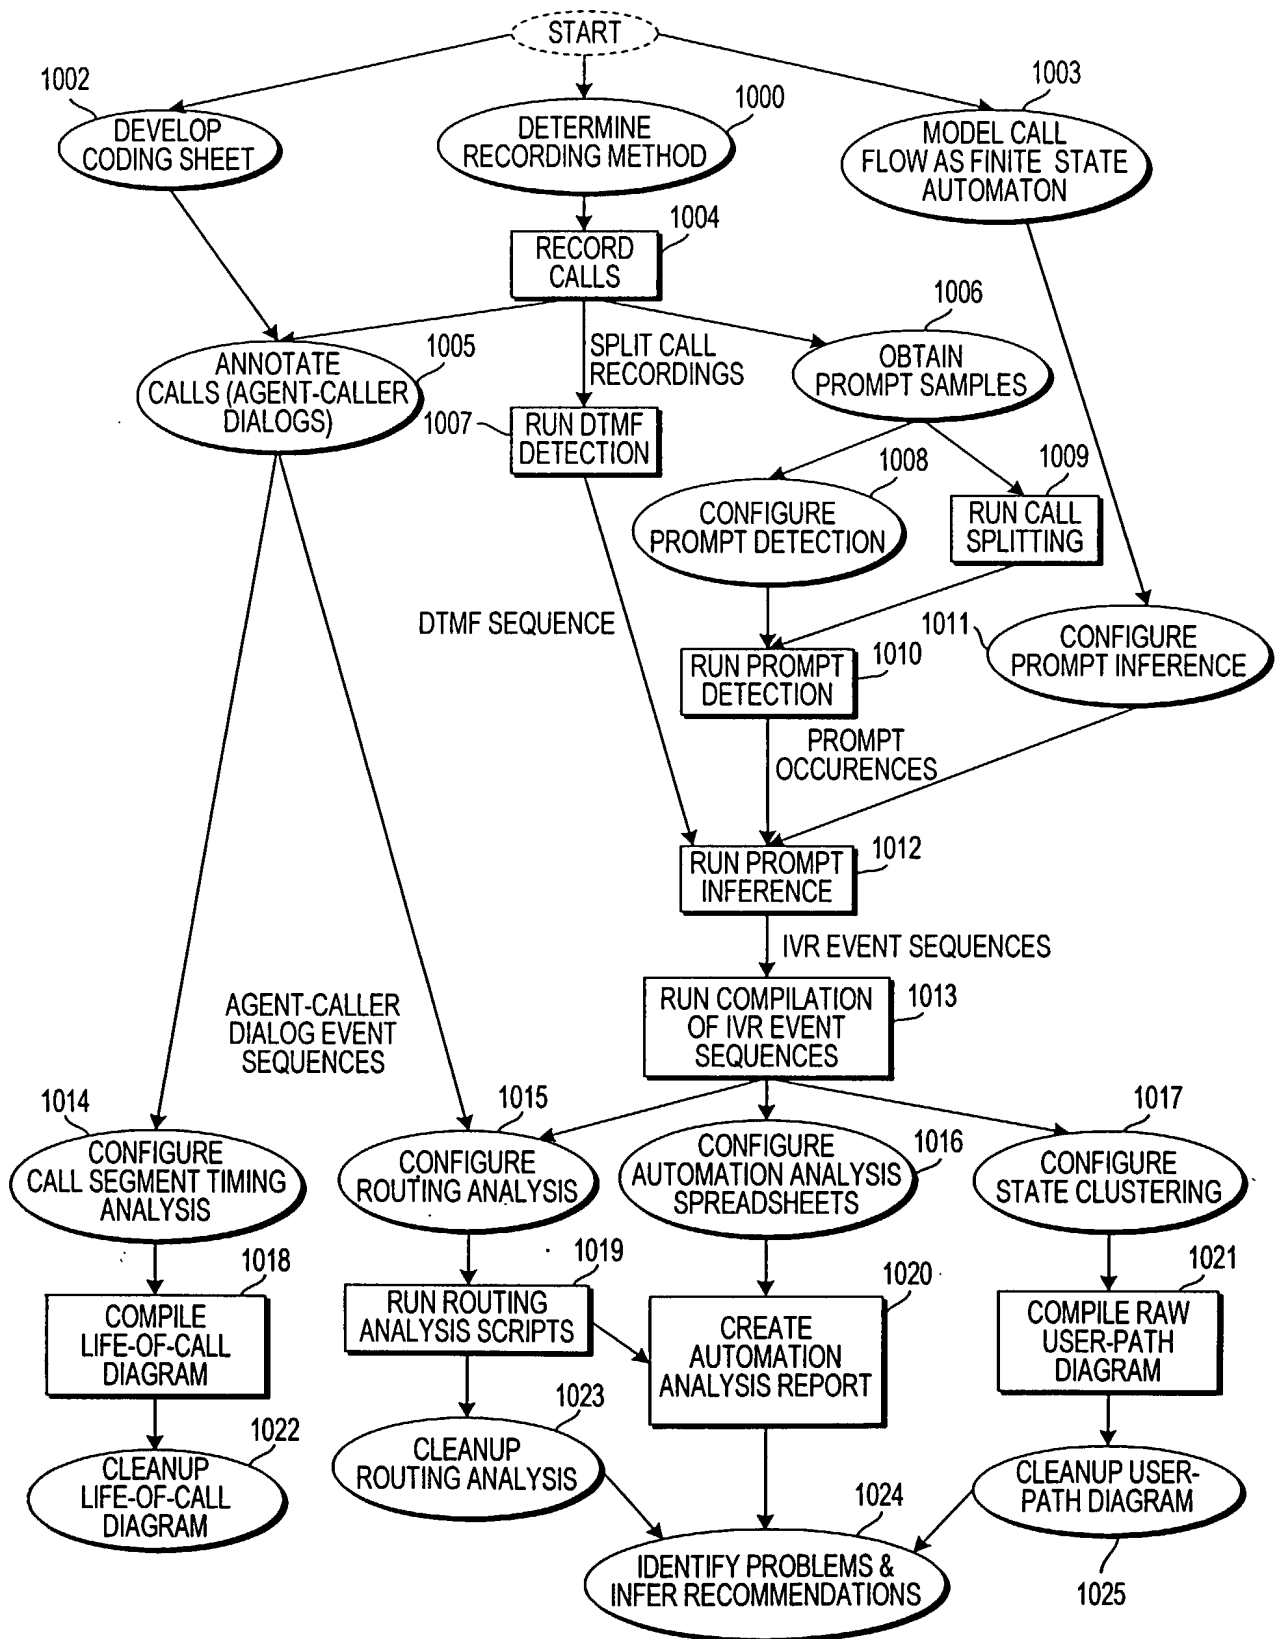 START
1002
1003
1000
DEVELOP
CODING SHEET
DETERMINE
RECORDING METHOD
MODEL CALL
FLOW AS FINITE STATE
AUTOMATON
1004
RECORD
CALLS
1006
SPLIT CALL
RECORDINGS
OBTAIN
PROMPT SAMPLES
1005
ANNOTATE
CALLS (AGENT-CALLER
DIALOGS)
1007
RUN DTMF
DETECTION
1008
1009
CONFIGURE
PROMPT DETECTION
RUN CALL
SPLITTING
DTMF SEQUENCE
1011
CONFIGURE
PROMPT INFERENCE
1010
RUN PROMPT
DETECTION
PROMPT
OCCURENCES
1012
RUN PROMPT
INFERENCE
IVR EVENT SEQUENCES
1013
RUN COMPILATION
OF IVR EVENT
SEQUENCES
AGENT-CALLER
DIALOG EVENT
SEQUENCES
1014
1015
1016
1017
CONFIGURE
CALL SEGMENT TIMING
ANALYSIS
CONFIGURE
ROUTING ANALYSIS
CONFIGURE
AUTOMATION ANALYSIS
SPREADSHEETS
CONFIGURE
STATE CLUSTERING
1018
1019
1020
1021
COMPILE
LIFE-OF-CALL
DIAGRAM
RUN ROUTING
ANALYSIS SCRIPTS
CREATE
AUTOMATION
ANALYSIS REPORT
COMPILE RAW
USER-PATH
DIAGRAM
1022
1023
CLEANUP
LIFE-OF-CALL
DIAGRAM
CLEANUP
ROUTING ANALYSIS
CLEANUP USER-
PATH DIAGRAM
1024
1025
IDENTIFY PROBLEMS &
INFER RECOMMENDATIONS